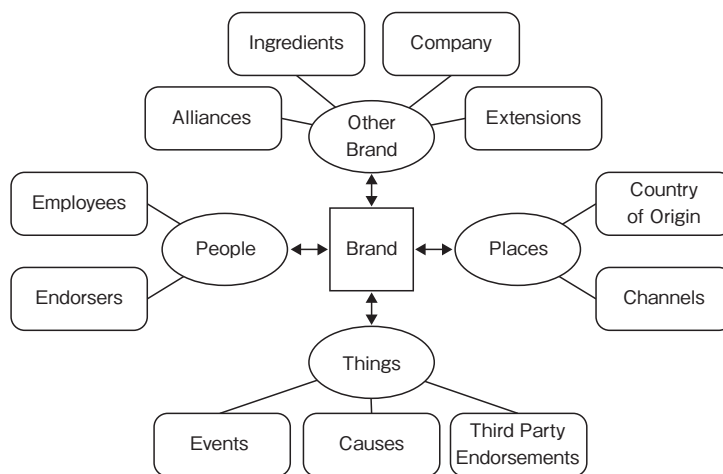 Ingredients
Company
Alliances
Other
Brand
Extensions
Employees
Country
of Origin
People
Brand
Places
Endorsers
Channels
Things
Events
Causes
Third Party
Endorsements